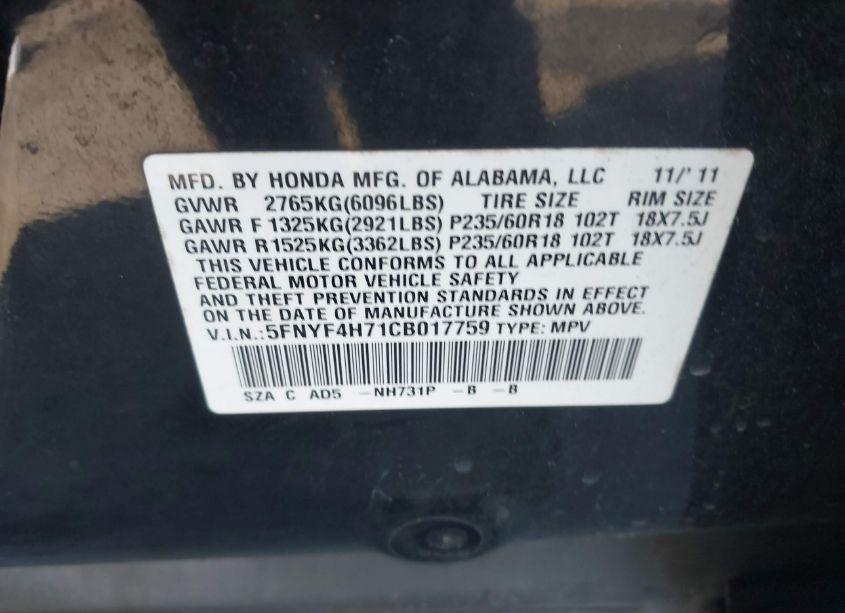 MFD. BY HONDA MFG. OF ALABAMA, LLC 11/'11
GVWR 2765KG(6096LBS) TIRE SIZE RIM SIZE
GAWR F 1325KG(2921LBS) P235/60R18 102T 18X7.5J
GAWR R1525KG(3362LBS) P235/60R18 102T 18X7.5J
THIS VEHICLE CONFORMS TO ALL APPLICABLE
FEDERAL MOTOR VEHICLE SAFETY
AND THEFT PREVENTION STANDARDS IN EFFECT
ON THE DATE OF MANUFACTURE SHOWN ABOVE.
V.I.N.:5FNYF4H71CB017759 TYPE: MPV
SZA C AD5 -NH731P -B -B